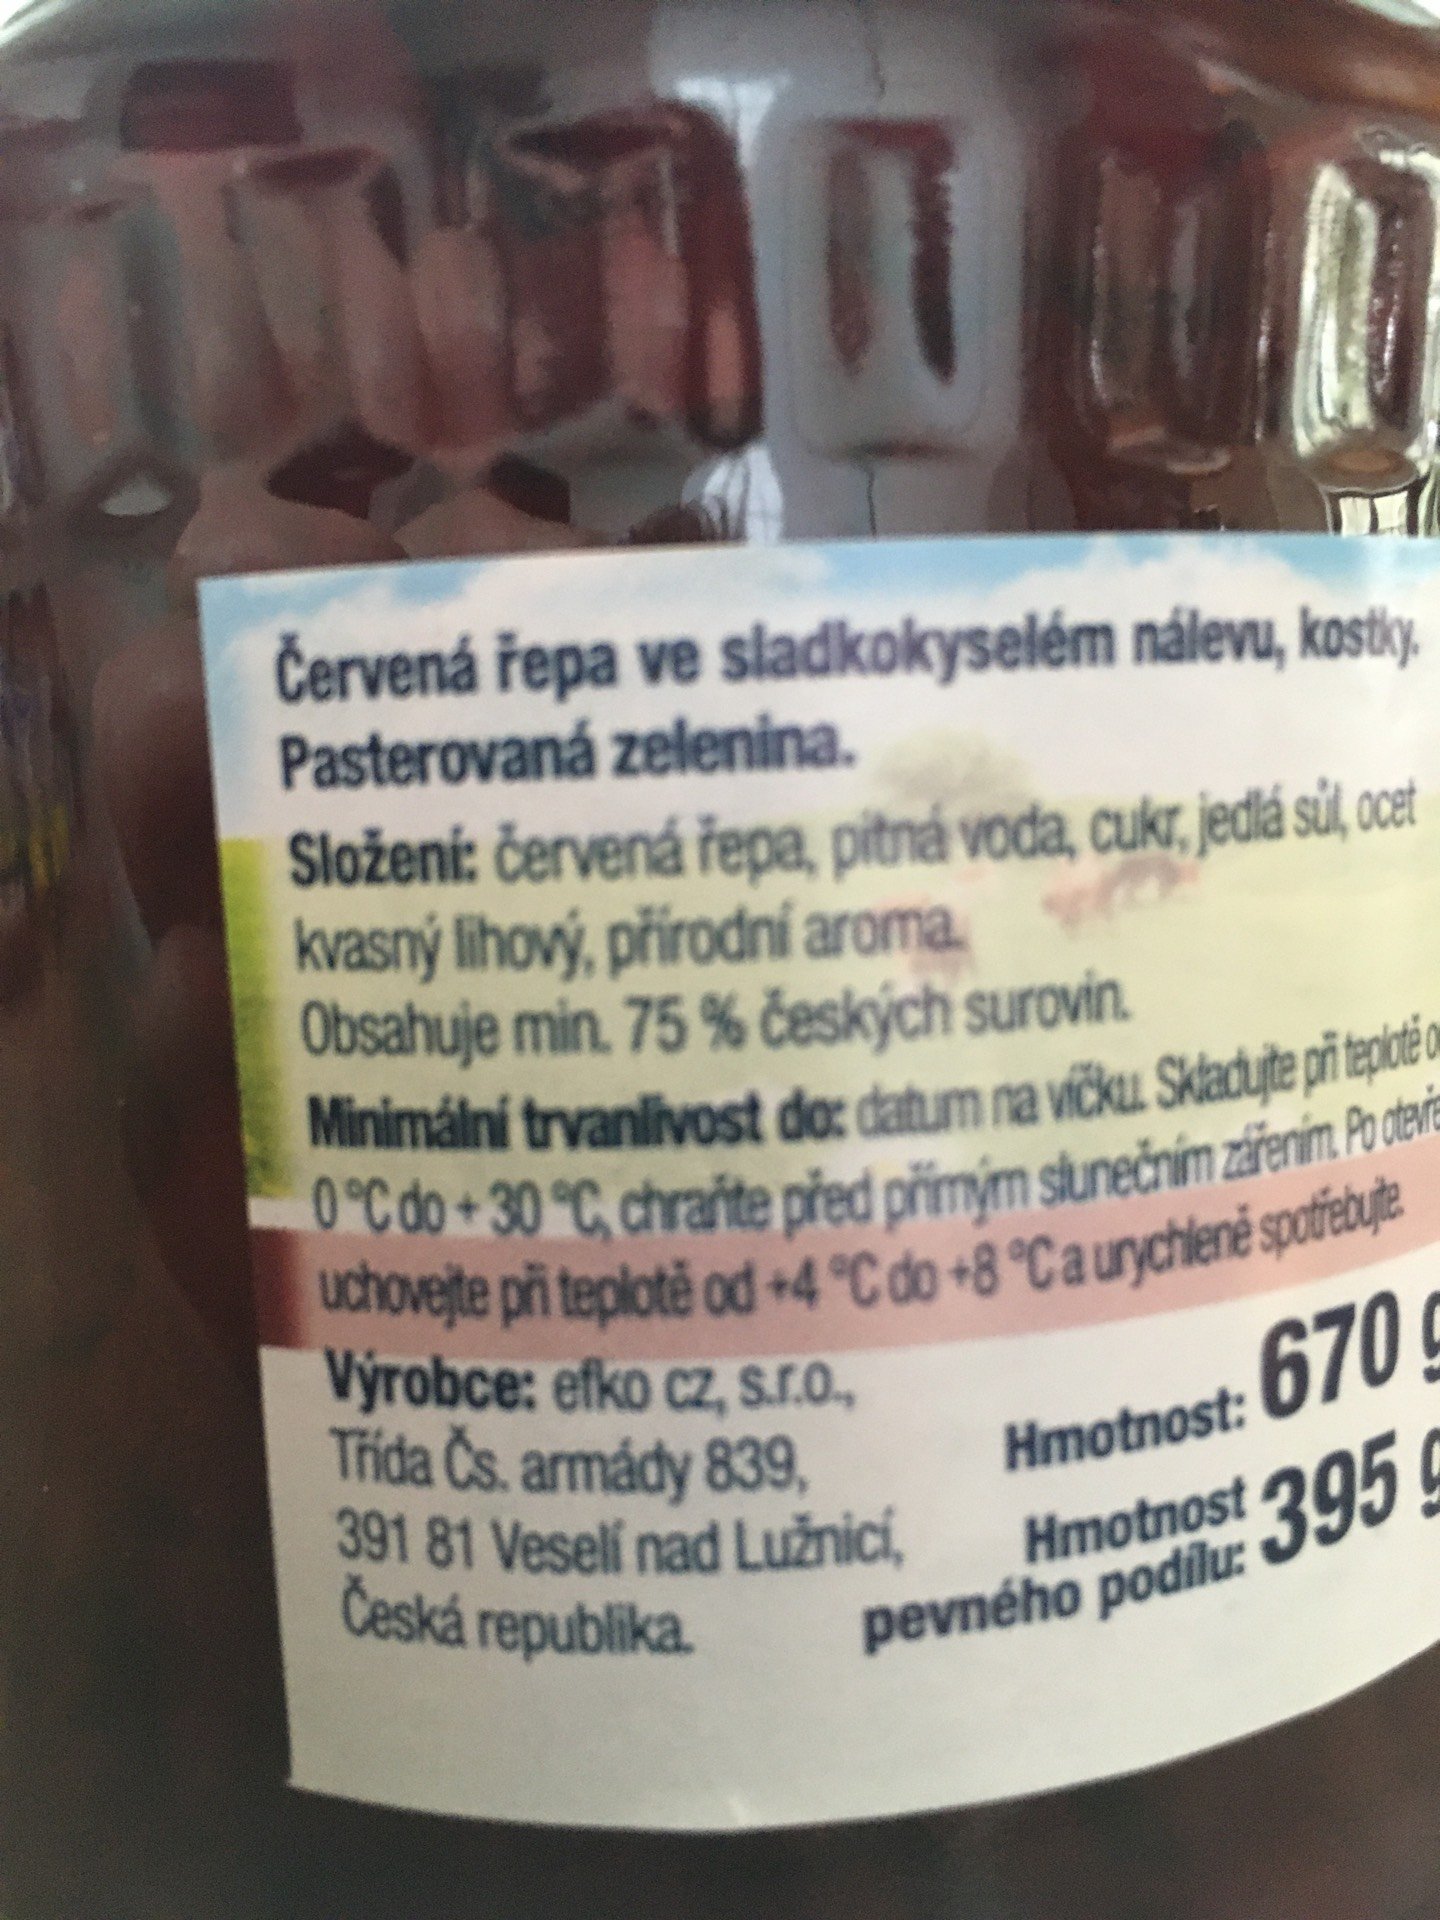 Červená řepa ve sladkokyselém nálevu, kostky.
Pasterovaná zelenina.
Složení: červená řepa, pitná voda, cukr, jedlá sůl, ocet
kvasný lihový, přírodní aroma.
Obsahuje min. 75 % českých surovin.
Minimální trvanlivost do: datum na víčku. Skladujte při teplotě
0 °C do + 30 °C, chraňte před přímým slunečním zářením. Po
uchovejte při teplotě od +4 °C do +8 °C a urychleně spotřebujte.
Výrobce: efko cz, s.r.o.,
Třída Čs. armády 839,
391 81 Veselí nad Lužnicí,
Česká republika.
Hmotnost: 670 g
Hmotnost
pevného podílu: 395 g